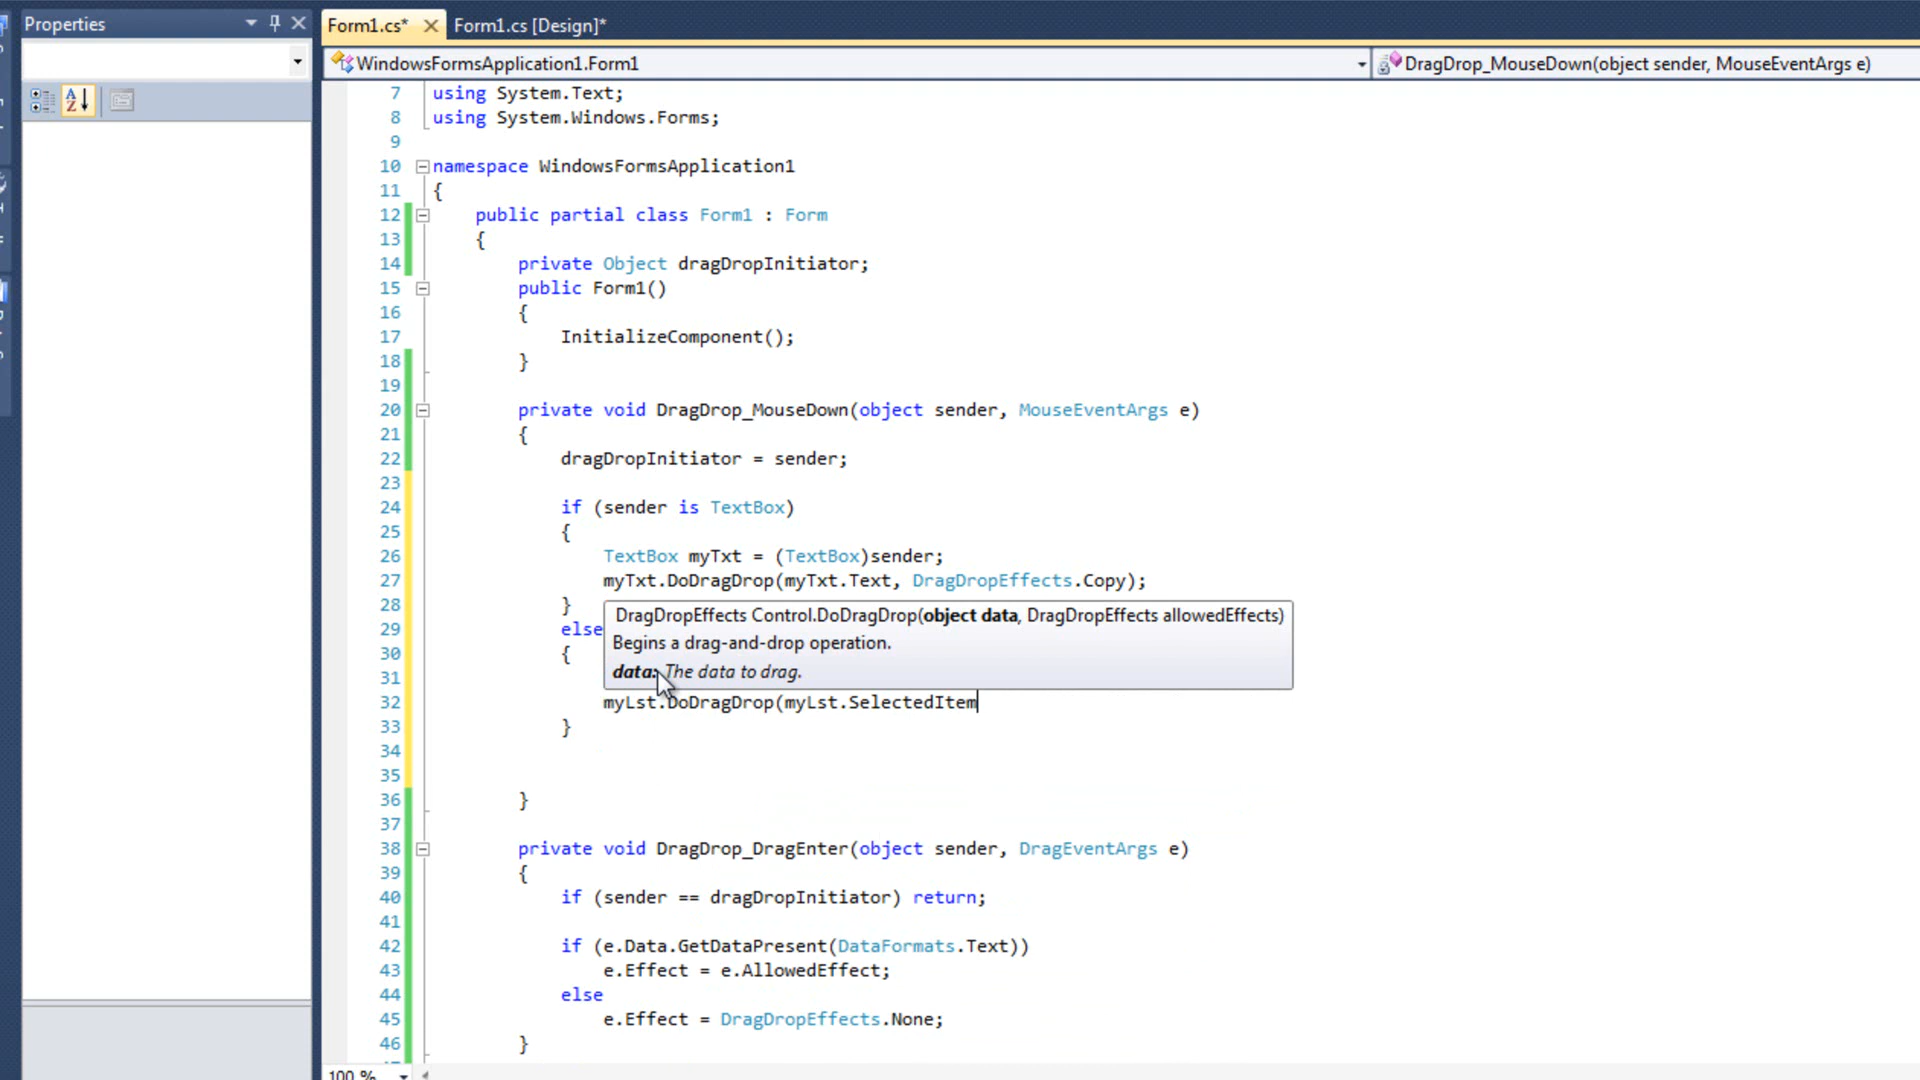 Properties
Form1.cs*
Form1.cs [Design]*
WindowsFormsApplication1.Form1
DragDrop_MouseDown(object sender, MouseEventArgs e)
7 using System.Text;
8 using System.Windows.Forms;
9
10 namespace WindowsFormsApplication1
11 {
12 public partial class Form1 : Form
13 {
14 private Object dragDropInitiator;
15 public Form1()
16 {
17 InitializeComponent();
18 }
19
20 private void DragDrop_MouseDown(object sender, MouseEventArgs e)
21 {
22 dragDropInitiator = sender;
23
24 if (sender is TextBox)
25 {
26 TextBox myTxt = (TextBox)sender;
27 myTxt.DoDragDrop(myTxt.Text, DragDropEffects.Copy);
28 }
DragDropEffects Control.DoDragDrop(object data, DragDropEffects allowedEffects)
29 else
Begins a drag-and-drop operation.
30 {
data: The data to drag.
31
32 myLst.DoDragDrop(myLst.SelectedItem
33 }
34
35
36 }
37
38 private void DragDrop_DragEnter(object sender, DragEventArgs e)
39 {
40 if (sender == dragDropInitiator) return;
41
42 if (e.Data.GetDataPresent(DataFormats.Text))
43 e.Effect = e.AllowedEffect;
44 else
45 e.Effect = DragDropEffects.None;
46 }
100 %